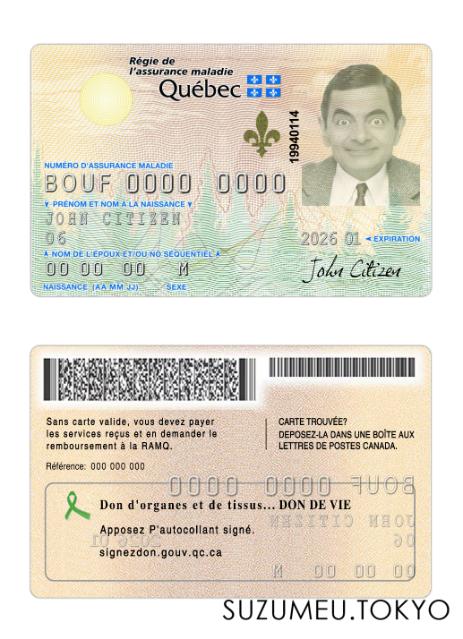 Régie de
l'assurance maladie
Québec
19940114
NUMÉRO D'ASSURANCE MALADIE
BOUF 0000 0000
PRÉNOM ET NOM À LA NAISSANCE
JOHN CITIZEN
06
2026 01 EXPIRATION
NOM DE L'ÉPOUX ET/OU NO SÉQUENTIEL
00 00 00 M
John Citizen
NAISSANCE (AA MM JJ) SEXE
Sans carte valide, vous devez payer
les services reçus et en demander le
remboursement à la RAMQ.
Référence: 000 000 000
CARTE TROUVÉE?
DEPOSEZ-LA DANS UNE BOÎTE AUX
LETTRES DE POSTES CANADA.
BOUF 0000 0000
Don d'organes et de tissus... DON DE VIE
JOHN CITIZEN
Apposez P'autocollant signé.
06
2026 01
signezdon.gouv.qc.ca
00 00 00 M
SUZUMEU.TOKYO